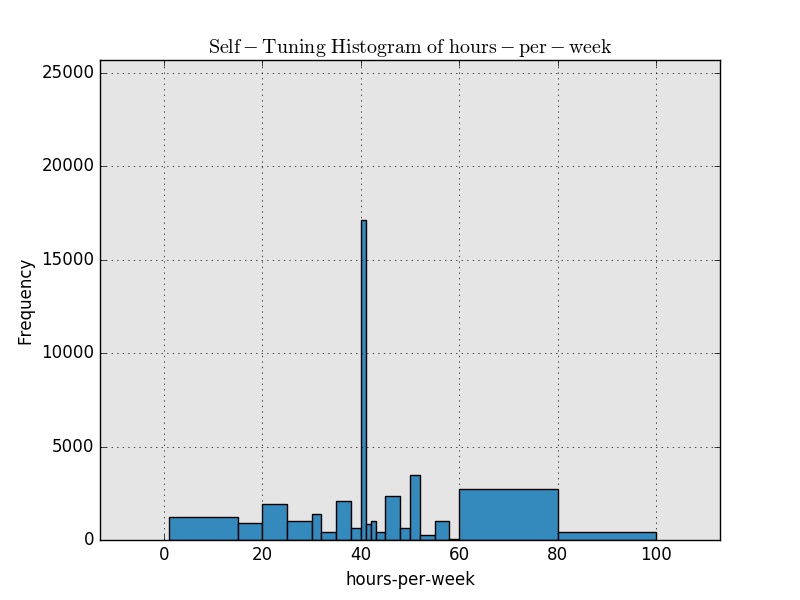 Self − Tuning Histogram of hours − per − week
25000
20000
15000
10000
5000
0
Frequency
0 20 40 60 80 100
hours-per-week